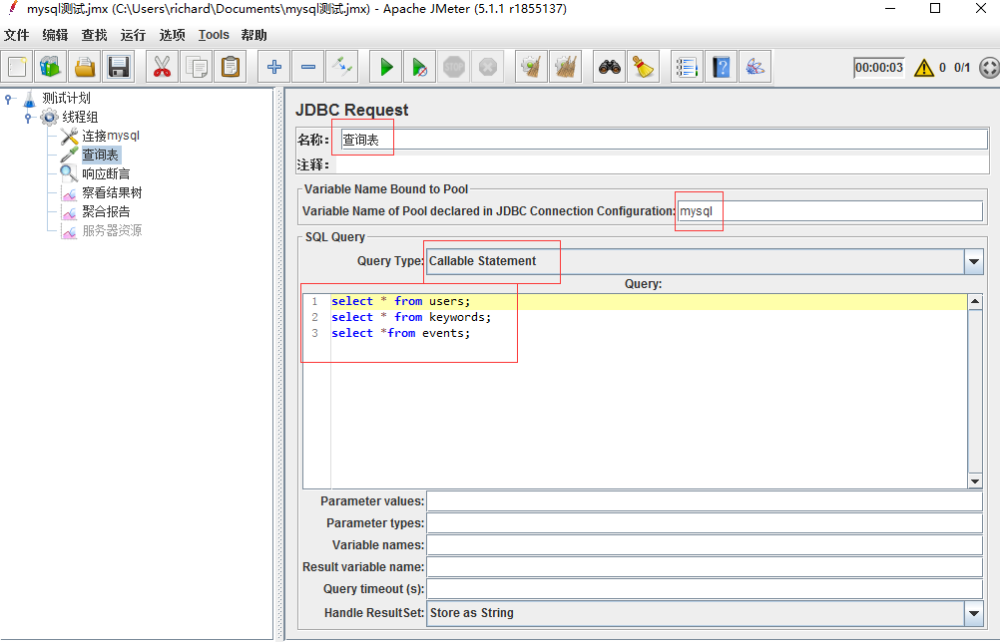 mysql测试.jmx (C:\Users\richard\Documents\mysql测试.jmx) - Apache JMeter (5.1.1 r1855137)
文件 编辑 查找 运行 选项 Tools 帮助
STOP
00:00:03 0 0/1
测试计划
线程组
连接mysql
查询表
响应断言
察看结果树
聚合报告
服务器资源
JDBC Request
名称： 查询表
注释：
Variable Name Bound to Pool
Variable Name of Pool declared in JDBC Connection Configuration: mysql
SQL Query
Query Type: Callable Statement
Query:
1 select * from users;
2 select * from keywords;
3 select *from events;
Parameter values:
Parameter types:
Variable names:
Result variable name:
Query timeout (s):
Handle ResultSet: Store as String